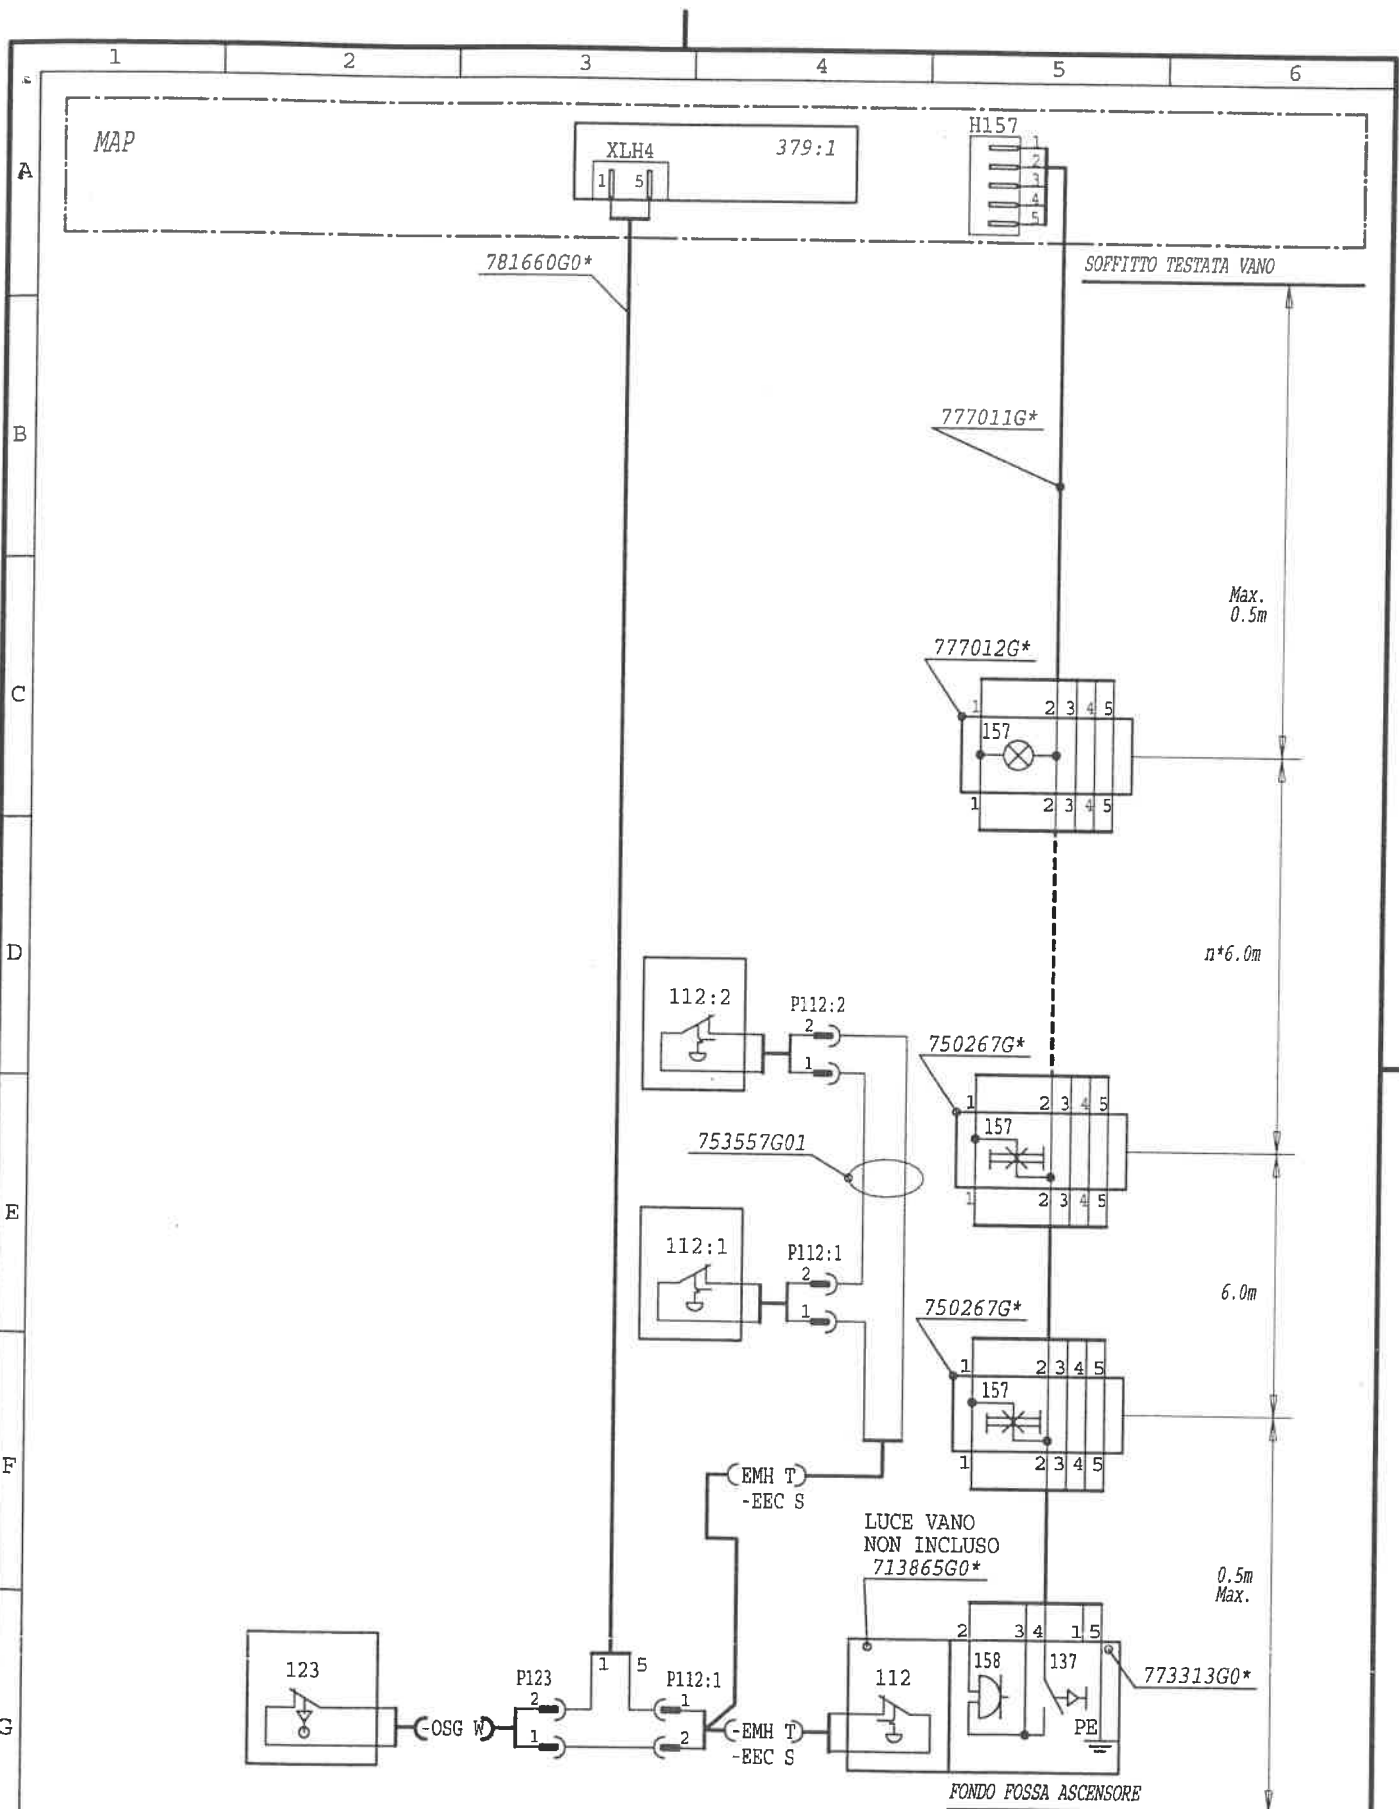 1 2 3 4 5 6
A
MAP
XLH4 379:1
1 5
H157
1
2
3
4
5
781660G0*
SOFFITTO TESTATA VANO
B
777011G*
Max.
0.5m
C
777012G*
1 2 3 4 5
157
1 2 3 4 5
D
n*6.0m
112:2
P112:2
2
1
750267G*
1 2 3 4 5
157
1 2 3 4 5
753557G01
E
112:1
P112:1
2
1
6.0m
750267G*
1 2 3 4 5
157
1 2 3 4 5
F
EMH T
-EEC S
LUCE VANO
NON INCLUSO
713865G0*
0.5m
Max.
2 3 4 1 5
G
123
P123
2
1
1 5
P112:1
1
2
-OSG W
-EMH T
-EEC S
112
158
137
PE
773313G0*
FONDO FOSSA ASCENSORE